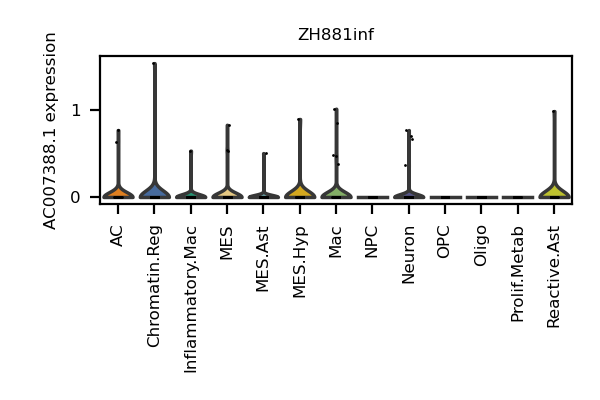 ZH881inf
AC007388.1 expression
1
0
AC
Chromatin.Reg
Inflammatory.Mac
MES
MES.Ast
MES.Hyp
Mac
NPC
Neuron
OPC
Oligo
Prolif.Metab
Reactive.Ast